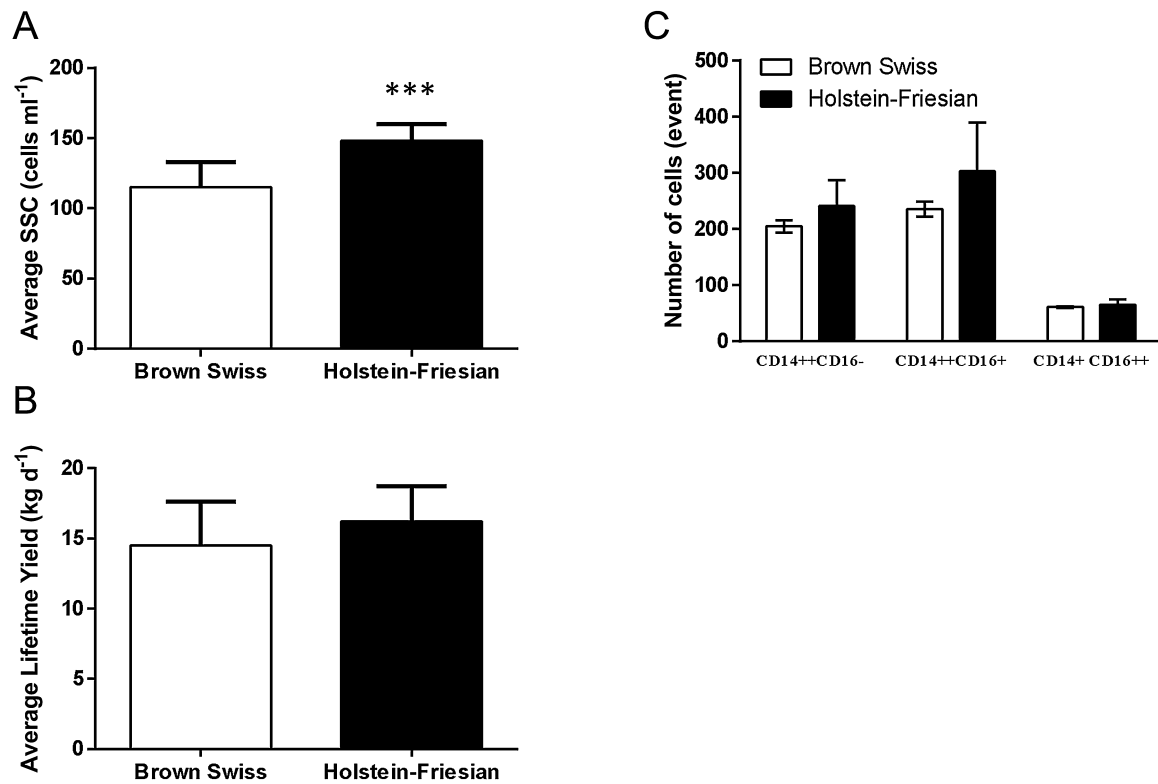 A
Average SSC (cells ml-1)
200
150
100
50
0
***
Brown Swiss
Holstein-Friesian
B
Average Lifetime Yield (kg d-1)
20
15
10
5
0
Brown Swiss
Holstein-Friesian
C
Number of cells (event)
500
400
300
200
100
0
Brown Swiss
Holstein-Friesian
CD14++CD16-
CD14++CD16+
CD14+ CD16++